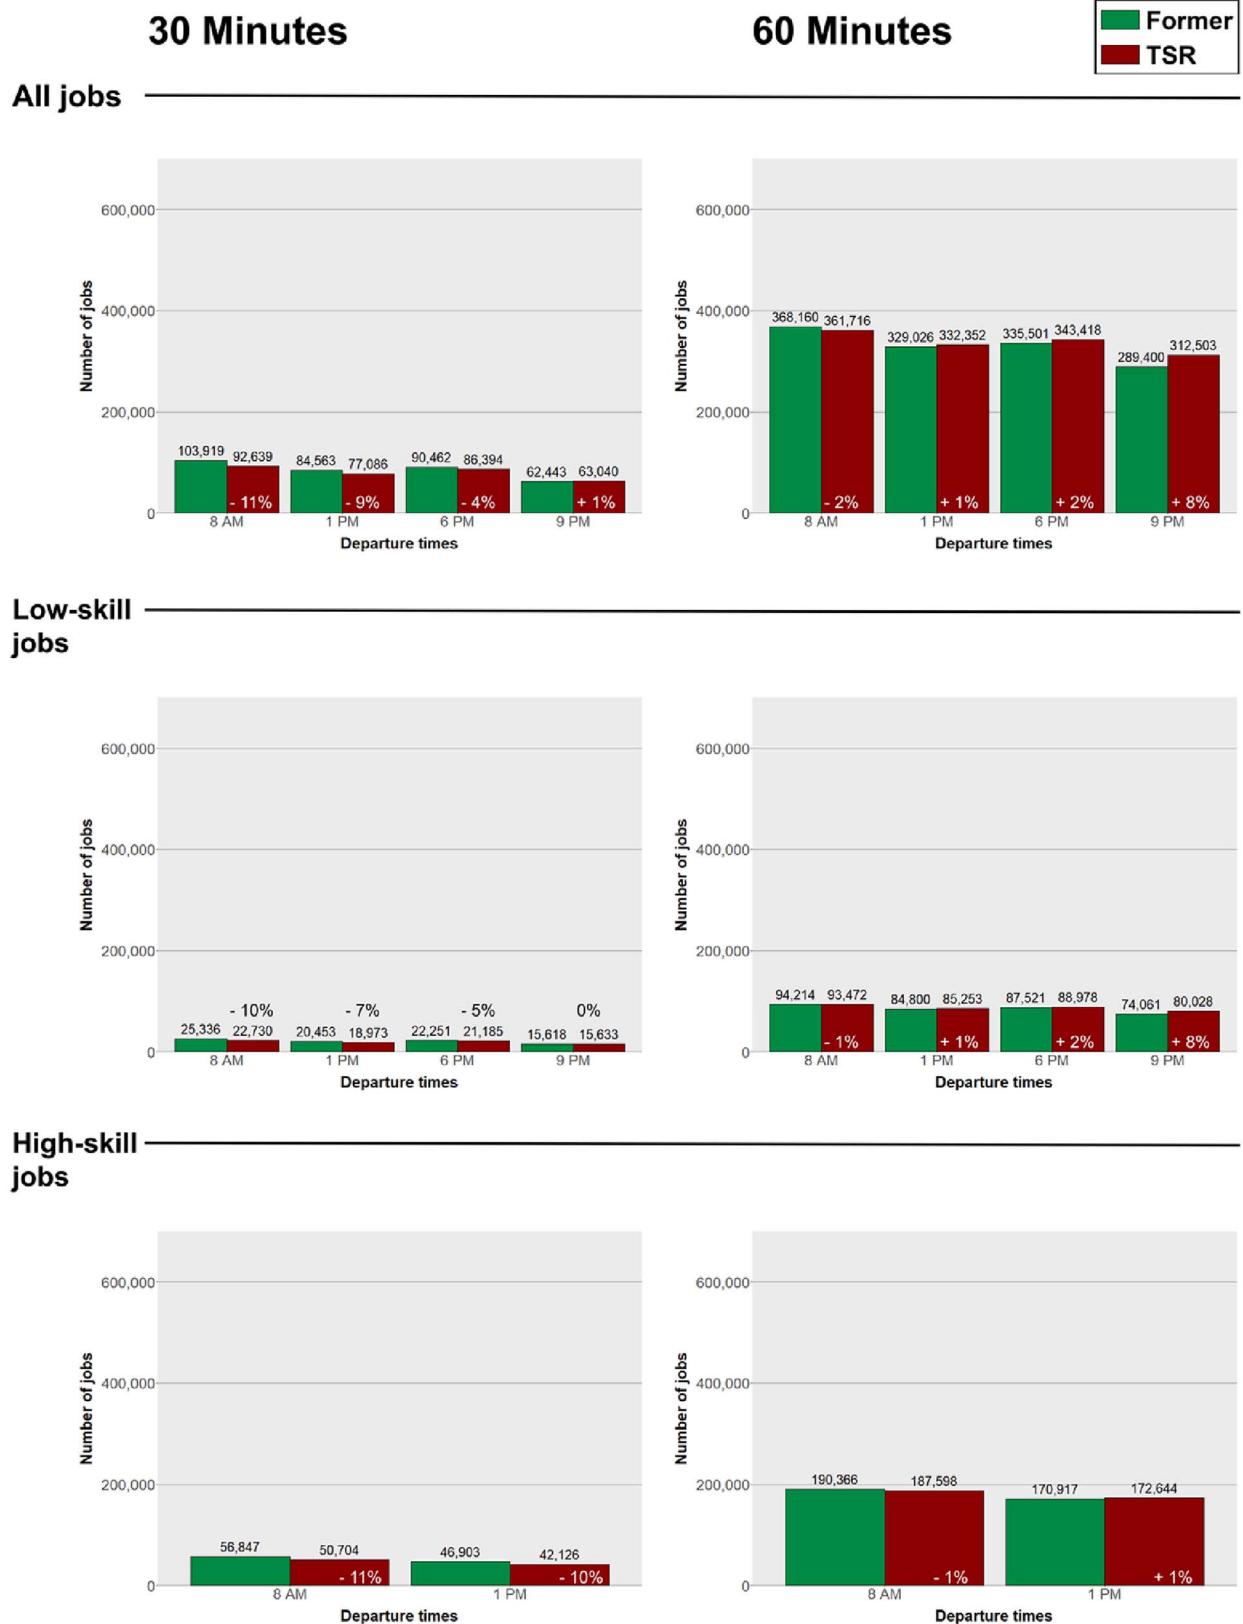 30 Minutes
60 Minutes
Former
TSR
All jobs
Number of jobs
600,000
400,000
200,000
0
103,919 92,639 84,563 77,086 90,462 86,394 62,443 63,040
- 11% - 9% - 4% + 1%
8 AM 1 PM 6 PM 9 PM
Departure times
Number of jobs
600,000
400,000
200,000
0
368,160 361,716 329,026 332,352 335,501 343,418 289,400 312,503
- 2% + 1% + 2% + 8%
8 AM 1 PM 6 PM 9 PM
Departure times
Low-skill
jobs
Number of jobs
600,000
400,000
200,000
0
- 10% - 7% - 5% 0%
25,336 22,730 20,453 18,973 22,251 21,185 15,618 15,633
8 AM 1 PM 6 PM 9 PM
Departure times
Number of jobs
600,000
400,000
200,000
0
94,214 93,472 84,800 85,253 87,521 88,978 74,061 80,028
- 1% + 1% + 2% + 8%
8 AM 1 PM 6 PM 9 PM
Departure times
High-skill
jobs
Number of jobs
600,000
400,000
200,000
0
56,847 50,704 46,903 42,126
- 11% - 10%
8 AM 1 PM
Departure times
Number of jobs
600,000
400,000
200,000
0
190,366 187,598 170,917 172,644
- 1% + 1%
8 AM 1 PM
Departure times